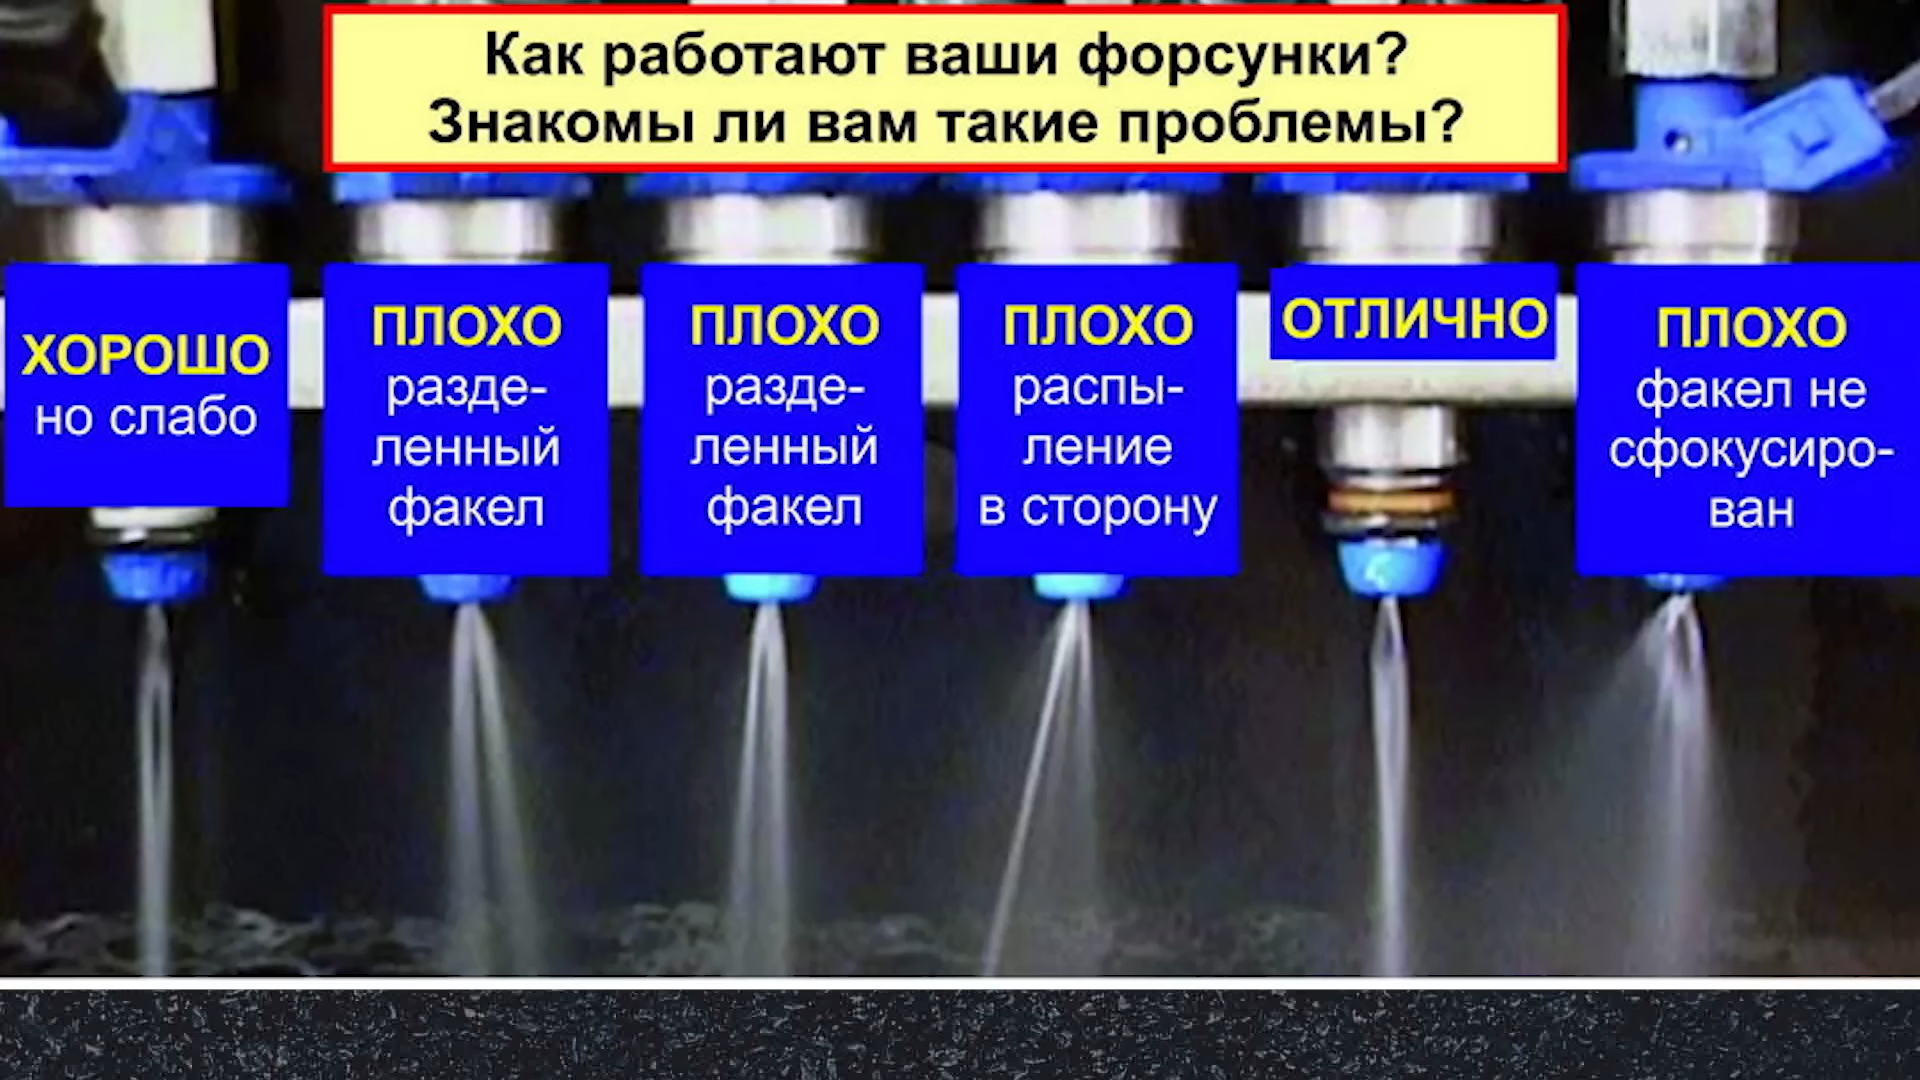 Как работают ваши форсунки?
Знакомы ли вам такие проблемы?
ХОРОШО
но слабо
ПЛОХО
разде-
ленный
факел
ПЛОХО
разде-
ленный
факел
ПЛОХО
распы-
ление
в сторону
ОТЛИЧНО
ПЛОХО
факел не
сфокусиро-
ван